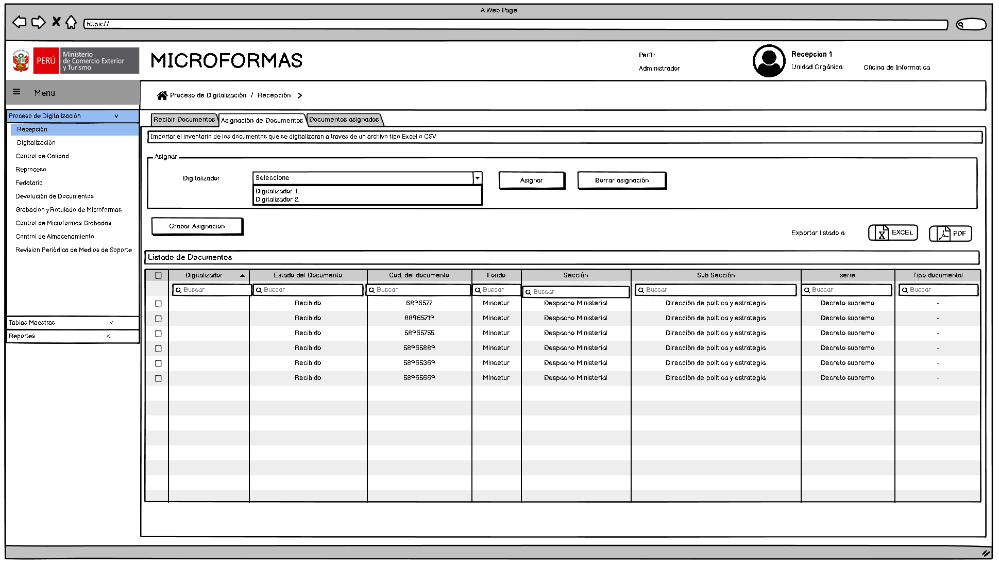 A Web Page
https://
PERÚ
Ministerio
de Comercio Exterior
y Turismo
MICROFORMAS
Perfil:
Administrador
Recepcion 1
Unidad Orgánica: Oficina de Informatica
Menu
Proceso de Digitalización / Recepción >
Proceso de Digitalización v
Recepción
Digitalización
Control de Calidad
Reproceso
Fedatario
Devolución de Documentos
Grabacion y Rotulado de Microformas
Control de Microformas Grabadas
Control de Almacenamiento
Revision Periódica de Medios de Soporte
Tablas Maestras <
Reportes <
Recibir Documentos Asignación de Documentos Documentos asignados
Importar el inventario de los documentos que se digitalizaran a traves de un archivo tipo Excel o CSV
Asignar
Digitalizador Seleccione Asignar Borrar asignación
Digitalizador 1
Digitalizador 2
Grabar Asignacion
Exportar listado a: EXCEL PDF
Listado de Documentos
Digitalizador Estado del Documento Cod. del documento Fondo Sección Sub Sección serie Tipo documental
Buscar Buscar Buscar Buscar Buscar Buscar Buscar Buscar
Recibido 6896577 Mincetur Despacho Ministerial Dirección de política y estrategia Decreto supremo -
Recibido 88965719 Mincetur Despacho Ministerial Dirección de política y estrategia Decreto supremo -
Recibido 58965755 Mincetur Despacho Ministerial Dirección de política y estrategia Decreto supremo -
Recibido 58965889 Mincetur Despacho Ministerial Dirección de política y estrategia Decreto supremo -
Recibido 58965369 Mincetur Despacho Ministerial Dirección de política y estrategia Decreto supremo -
Recibido 58965669 Mincetur Despacho Ministerial Dirección de política y estrategia Decreto supremo -